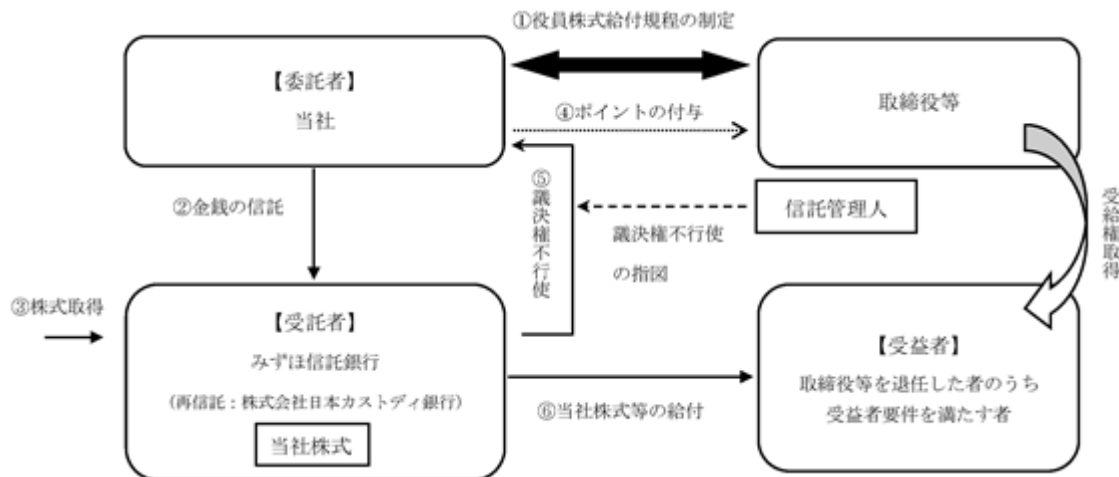 ①役員株式給付規程の制定
【委託者】
当社
取締役等
④ポイントの付与
②金銭の信託
⑤議決権不行使
信託管理人
議決権不行使
の指図
受給権取得
③株式取得
【受託者】
みずほ信託銀行
（再信託：株式会社日本カストディ銀行）
当社株式
⑥当社株式等の給付
【受益者】
取締役等を退任した者のうち
受益者要件を満たす者